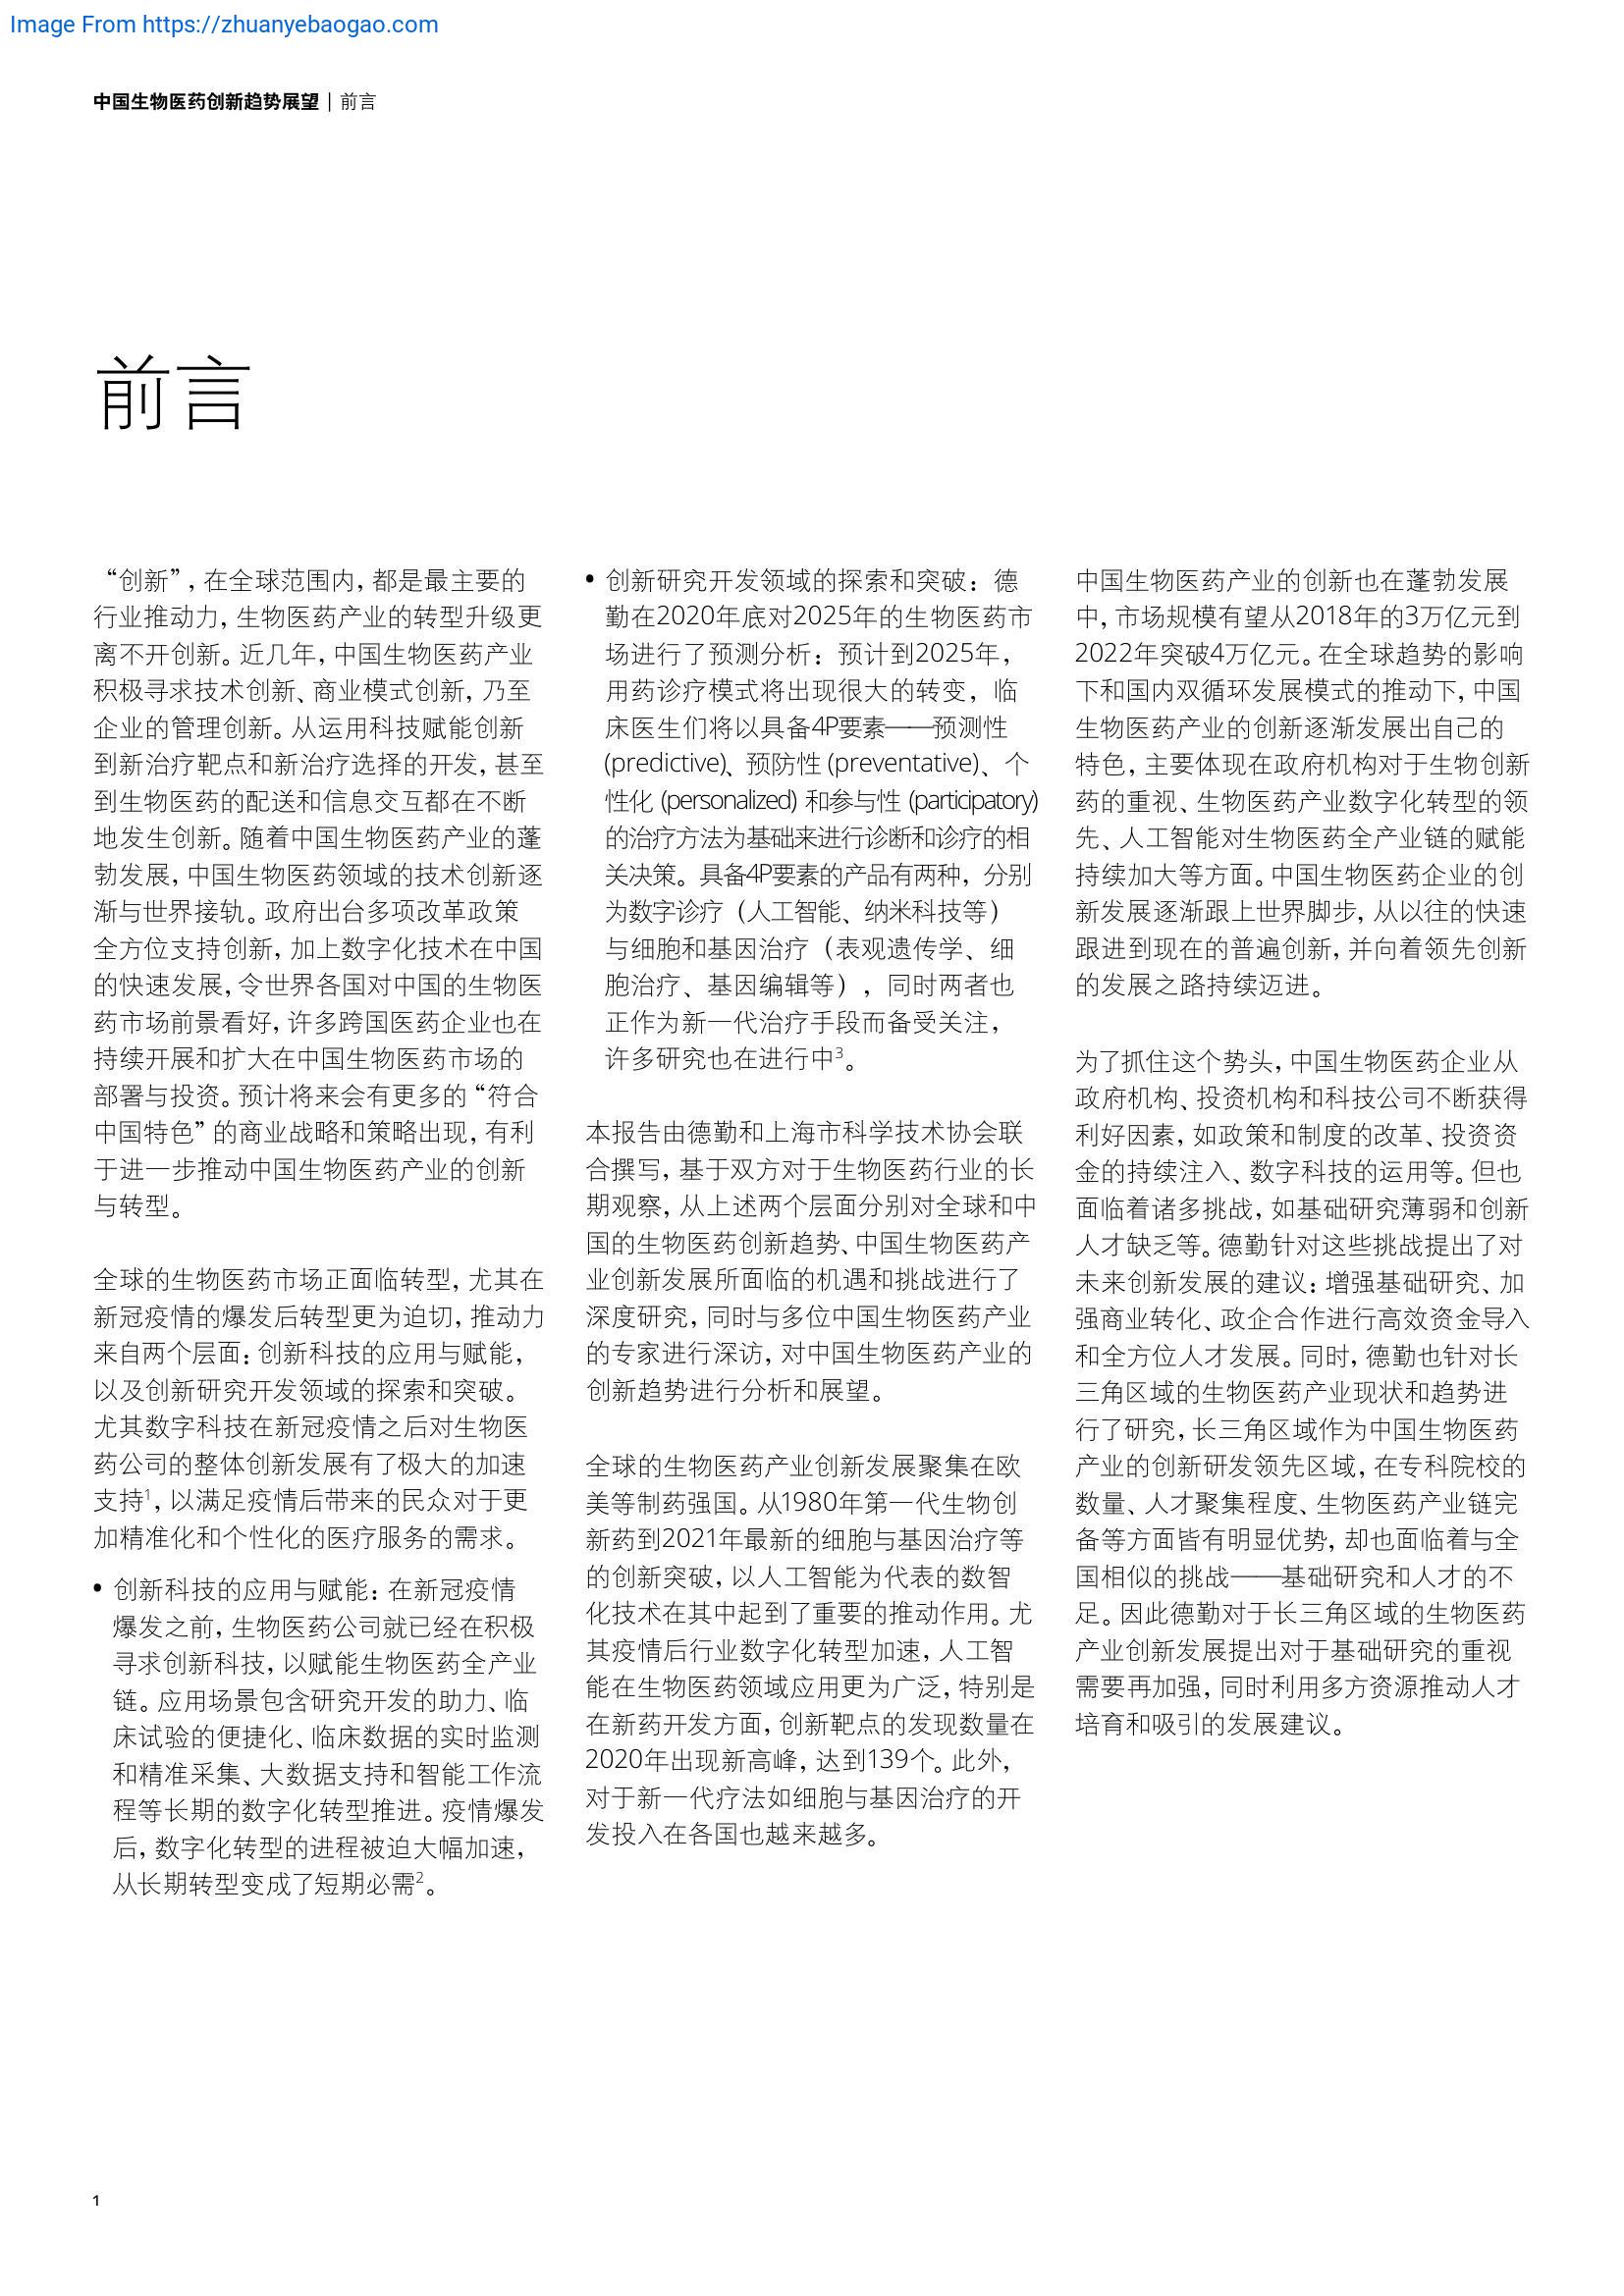 Image From https://zhuanyebaogao.com
中国生物医药创新趋势展望 | 前言
前言
“创新”，在全球范围内，都是最主要的
行业推动力，生物医药产业的转型升级更
离不开创新。近几年，中国生物医药产业
积极寻求技术创新、商业模式创新，乃至
企业的管理创新。从运用科技赋能创新
到新治疗靶点和新治疗选择的开发，甚至
到生物医药的配送和信息交互都在不断
地发生创新。随着中国生物医药产业的蓬
勃发展，中国生物医药领域的技术创新逐
渐与世界接轨。政府出台多项改革政策
全方位支持创新，加上数字化技术在中国
的快速发展，令世界各国对中国的生物医
药市场前景看好，许多跨国医药企业也在
持续开展和扩大在中国生物医药市场的
部署与投资。预计将来会有更多的“符合
中国特色”的商业战略和策略出现，有利
于进一步推动中国生物医药产业的创新
与转型。
全球的生物医药市场正面临转型，尤其在
新冠疫情的爆发后转型更为迫切，推动力
来自两个层面：创新科技的应用与赋能，
以及创新研究开发领域的探索和突破。
尤其数字科技在新冠疫情之后对生物医
药公司的整体创新发展有了极大的加速
支持1，以满足疫情后带来的民众对于更
加精准化和个性化的医疗服务的需求。
• 创新科技的应用与赋能：在新冠疫情
爆发之前，生物医药公司就已经在积极
寻求创新科技，以赋能生物医药全产业
链。应用场景包含研究开发的助力、临
床试验的便捷化、临床数据的实时监测
和精准采集、大数据支持和智能工作流
程等长期的数字化转型推进。疫情爆发
后，数字化转型的进程被迫大幅加速，
从长期转型变成了短期必需2。
• 创新研究开发领域的探索和突破：德
勤在2020年底对2025年的生物医药市
场进行了预测分析：预计到2025年，
用药诊疗模式将出现很大的转变，临
床医生们将以具备4P要素——预测性
(predictive)、预防性 (preventative)、个
性化 (personalized) 和参与性 (participatory)
的治疗方法为基础来进行诊断和诊疗的相
关决策。具备4P要素的产品有两种，分别
为数字诊疗（人工智能、纳米科技等）
与细胞和基因治疗（表观遗传学、细
胞治疗、基因编辑等），同时两者也
正作为新一代治疗手段而备受关注，
许多研究也在进行中3。
本报告由德勤和上海市科学技术协会联
合撰写，基于双方对于生物医药行业的长
期观察，从上述两个层面分别对全球和中
国的生物医药创新趋势、中国生物医药产
业创新发展所面临的机遇和挑战进行了
深度研究，同时与多位中国生物医药产业
的专家进行深访，对中国生物医药产业的
创新趋势进行分析和展望。
全球的生物医药产业创新发展聚集在欧
美等制药强国。从1980年第一代生物创
新药到2021年最新的细胞与基因治疗等
的创新突破，以人工智能为代表的数智
化技术在其中起到了重要的推动作用。尤
其疫情后行业数字化转型加速，人工智
能在生物医药领域应用更为广泛，特别是
在新药开发方面，创新靶点的发现数量在
2020年出现新高峰，达到139个。此外，
对于新一代疗法如细胞与基因治疗的开
发投入在各国也越来越多。
中国生物医药产业的创新也在蓬勃发展
中，市场规模有望从2018年的3万亿元到
2022年突破4万亿元。在全球趋势的影响
下和国内双循环发展模式的推动下，中国
生物医药产业的创新逐渐发展出自己的
特色，主要体现在政府机构对于生物创新
药的重视、生物医药产业数字化转型的领
先、人工智能对生物医药全产业链的赋能
持续加大等方面。中国生物医药企业的创
新发展逐渐跟上世界脚步，从以往的快速
跟进到现在的普遍创新，并向着领先创新
的发展之路持续迈进。
为了抓住这个势头，中国生物医药企业从
政府机构、投资机构和科技公司不断获得
利好因素，如政策和制度的改革、投资资
金的持续注入、数字科技的运用等。但也
面临着诸多挑战，如基础研究薄弱和创新
人才缺乏等。德勤针对这些挑战提出了对
未来创新发展的建议：增强基础研究、加
强商业转化、政企合作进行高效资金导入
和全方位人才发展。同时，德勤也针对长
三角区域的生物医药产业现状和趋势进
行了研究，长三角区域作为中国生物医药
产业的创新研发领先区域，在专科院校的
数量、人才聚集程度、生物医药产业链完
备等方面皆有明显优势，却也面临着与全
国相似的挑战——基础研究和人才的不
足。因此德勤对于长三角区域的生物医药
产业创新发展提出对于基础研究的重视
需要再加强，同时利用多方资源推动人才
培育和吸引的发展建议。
1